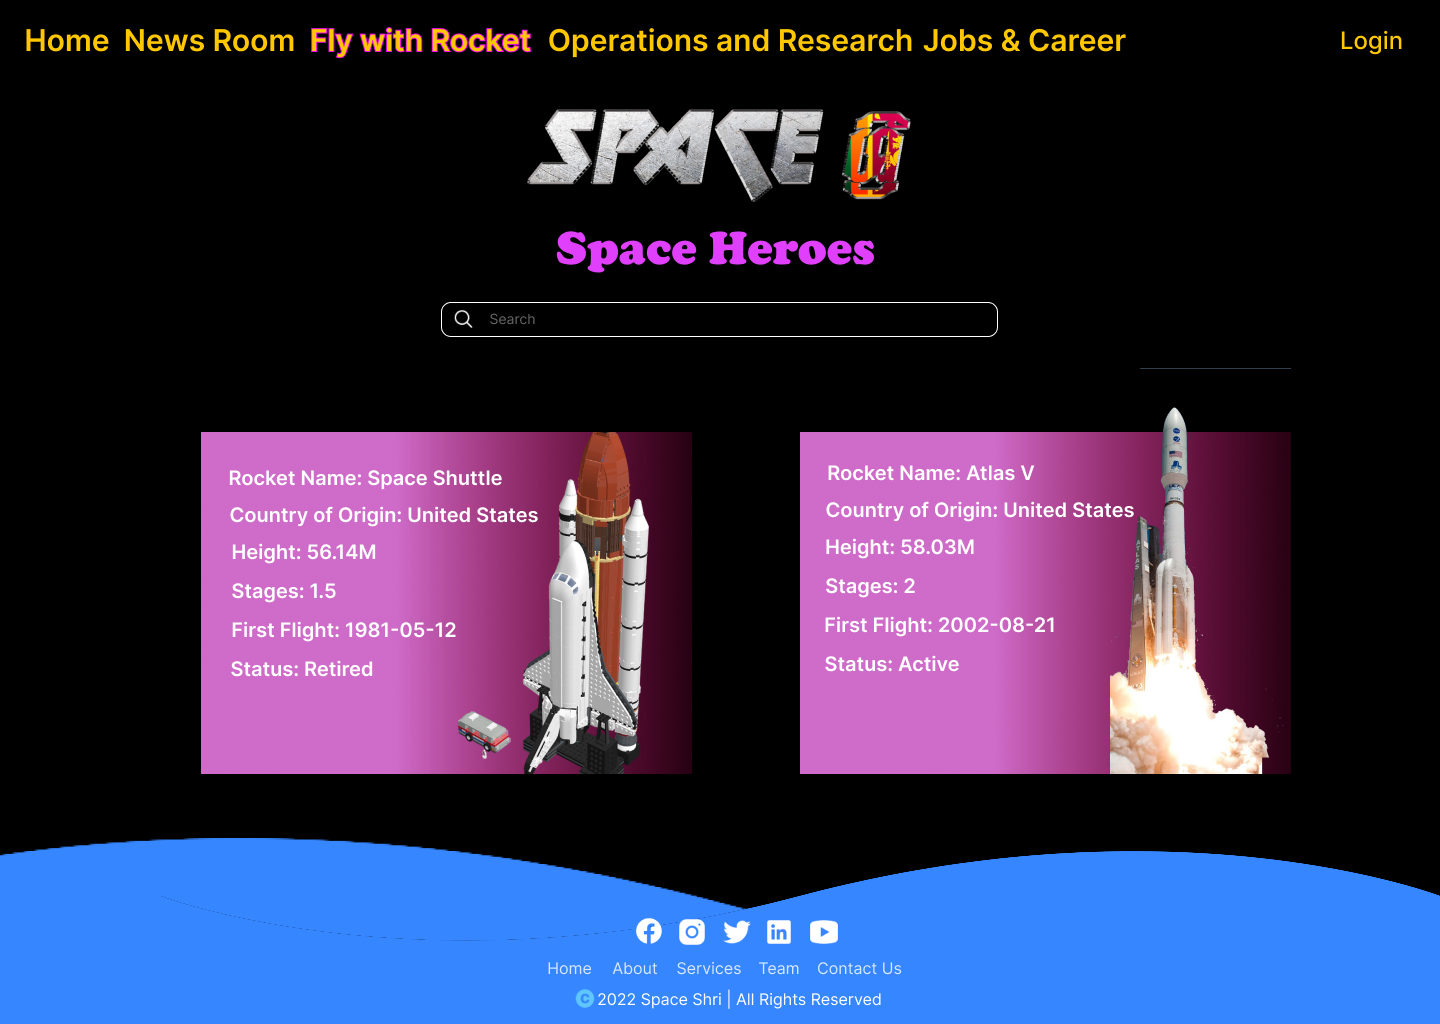 Home News Room Fly with Rocket Operations and Research Jobs & Career Login
SPACE
Space Heroes
Search
Rocket Name: Space Shuttle
Country of Origin: United States
Height: 56.14M
Stages: 1.5
First Flight: 1981-05-12
Status: Retired
Rocket Name: Atlas V
Country of Origin: United States
Height: 58.03M
Stages: 2
First Flight: 2002-08-21
Status: Active
Home About Services Team Contact Us
© 2022 Space Shri | All Rights Reserved